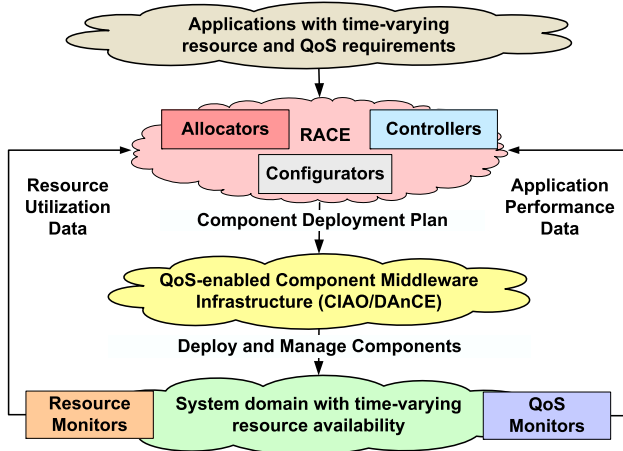 Applications with time-varying
resource and QoS requirements
Allocators
RACE
Controllers
Configurators
Resource
Utilization
Data
Application
Performance
Data
Component Deployment Plan
QoS-enabled Component Middleware
Infrastructure (CIAO/DAnCE)
Deploy and Manage Components
Resource
Monitors
System domain with time-varying
resource availability
QoS
Monitors